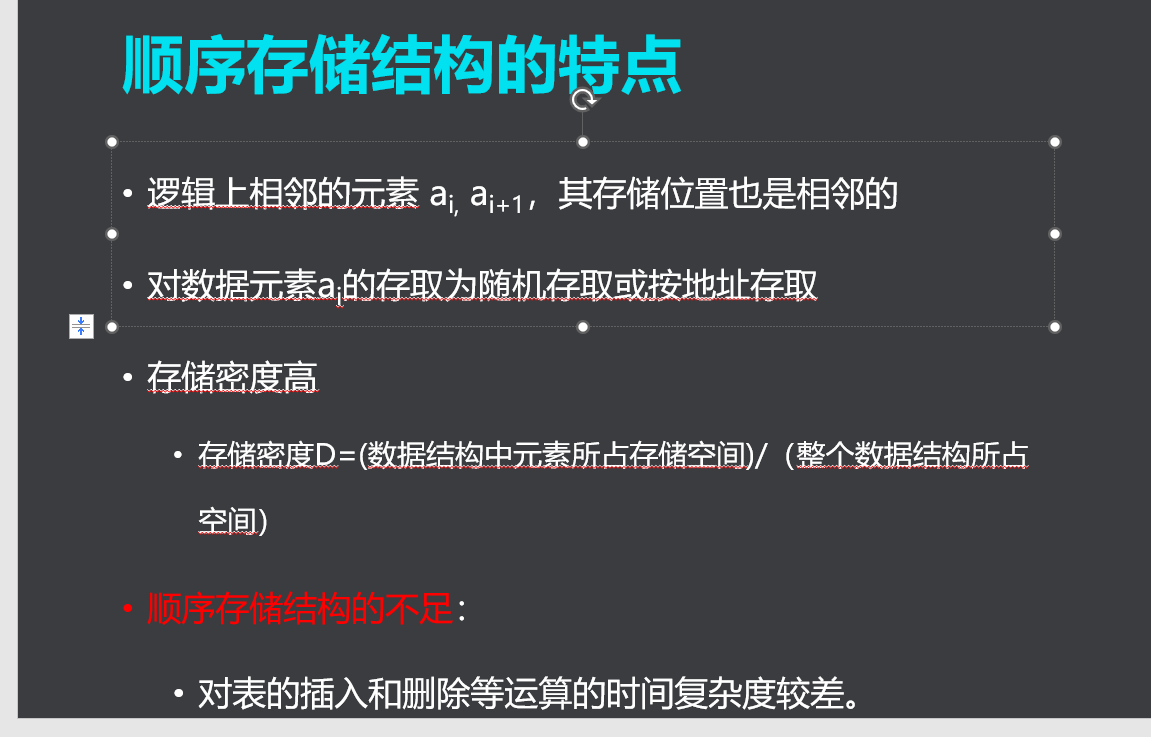 顺序存储结构的特点
• 逻辑上相邻的元素 ai, ai+1，其存储位置也是相邻的
• 对数据元素ai的存取为随机存取或按地址存取
• 存储密度高
• 存储密度D=(数据结构中元素所占存储空间)/（整个数据结构所占
空间）
• 顺序存储结构的不足：
• 对表的插入和删除等运算的时间复杂度较差。